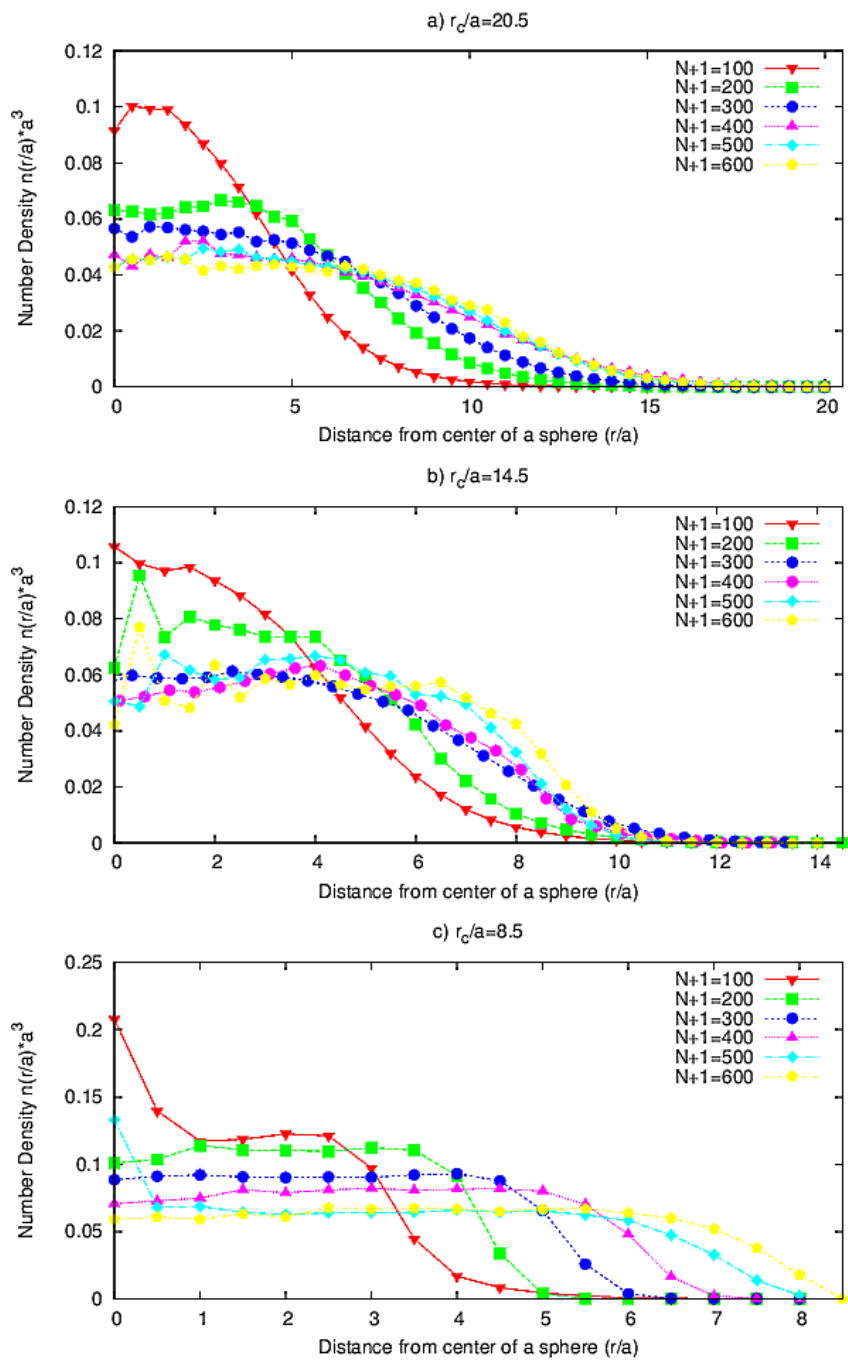 a) r_c/a=20.5
N+1=100
N+1=200
N+1=300
N+1=400
N+1=500
N+1=600
Number Density n(r/a)*a^3
0.12
0.1
0.08
0.06
0.04
0.02
0
0 5 10 15 20
Distance from center of a sphere (r/a)
b) r_c/a=14.5
N+1=100
N+1=200
N+1=300
N+1=400
N+1=500
N+1=600
Number Density n(r/a)*a^3
0.12
0.1
0.08
0.06
0.04
0.02
0
0 2 4 6 8 10 12 14
Distance from center of a sphere (r/a)
c) r_c/a=8.5
N+1=100
N+1=200
N+1=300
N+1=400
N+1=500
N+1=600
Number Density n(r/a)*a^3
0.25
0.2
0.15
0.1
0.05
0
0 1 2 3 4 5 6 7 8
Distance from center of a sphere (r/a)